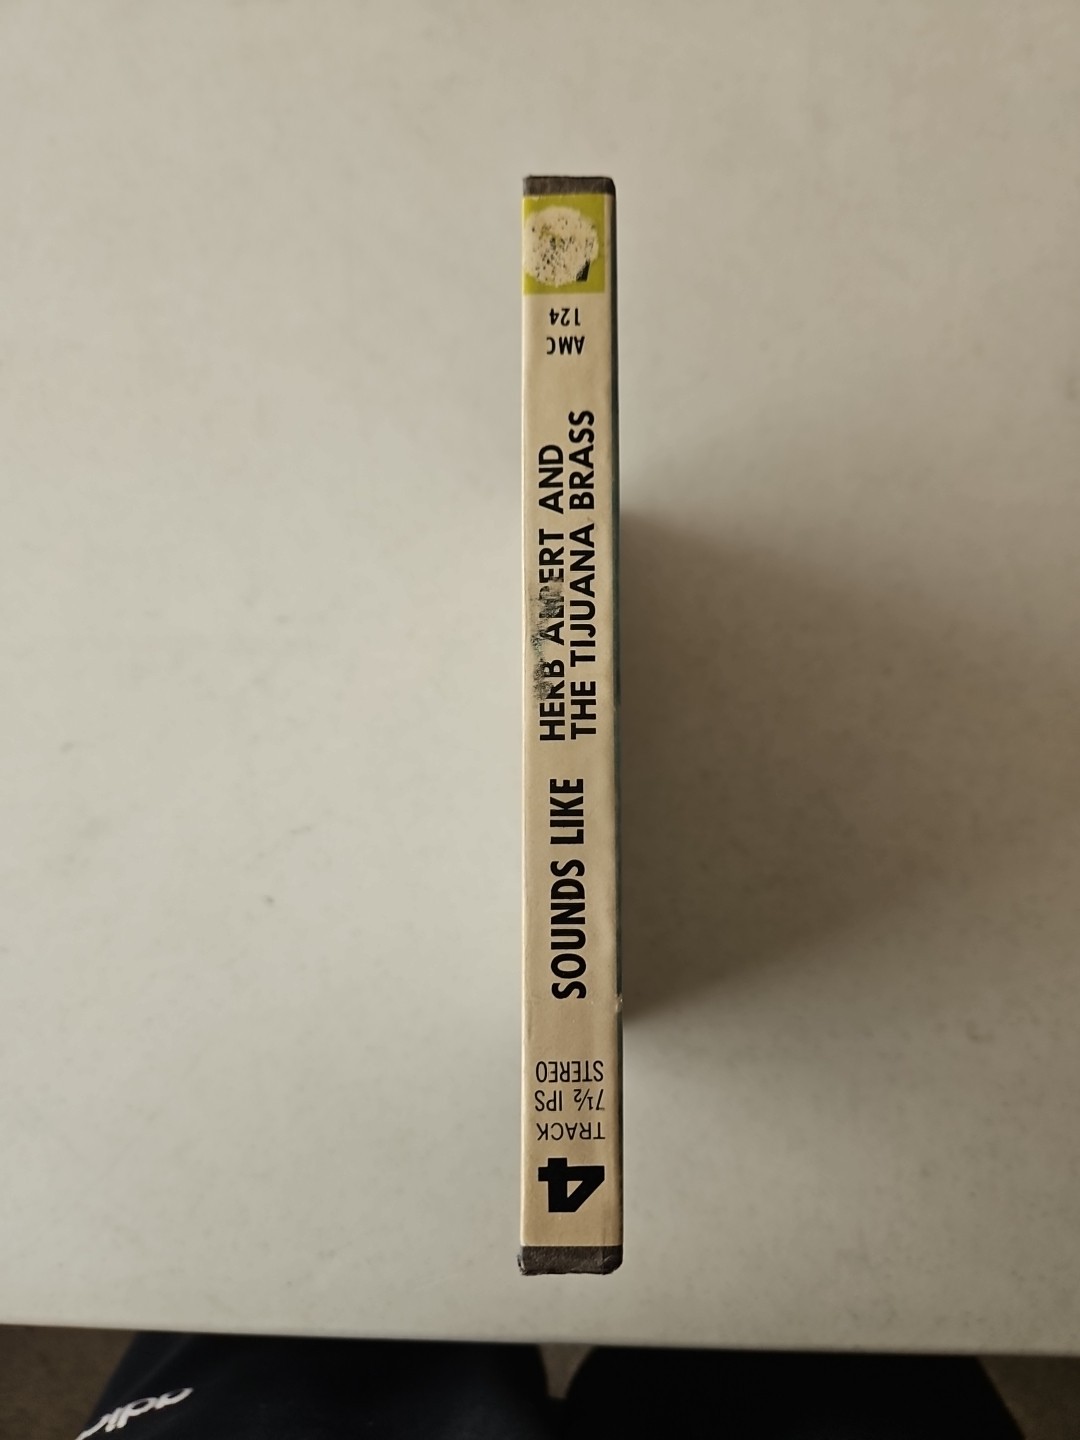 4
TRACK
7½ IPS
STEREO
SOUNDS LIKE
HERB ALPERT AND
THE TIJUANA BRASS
AMC
124